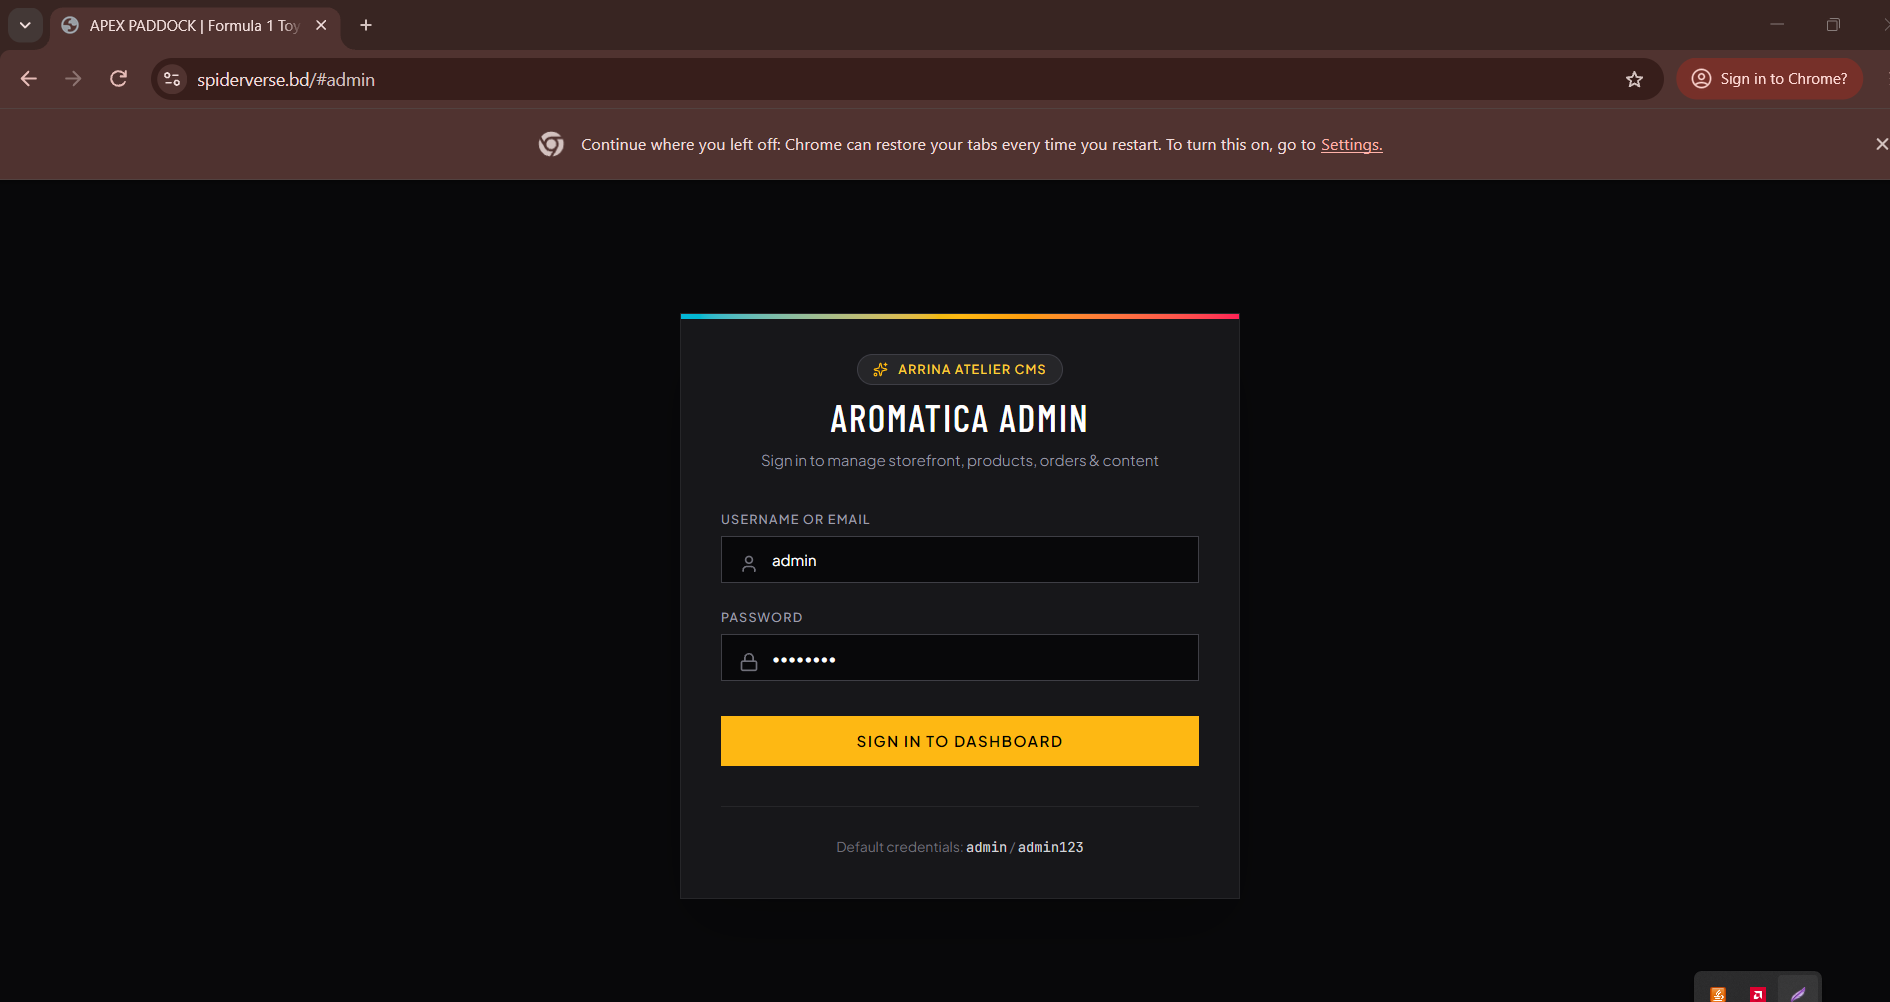 APEX PADDOCK | Formula 1 Toy
spiderverse.bd/#admin
Sign in to Chrome?
Continue where you left off: Chrome can restore your tabs every time you restart. To turn this on, go to Settings.
ARRINA ATELIER CMS
AROMATICA ADMIN
Sign in to manage storefront, products, orders & content
USERNAME OR EMAIL
admin
PASSWORD
••••••••
SIGN IN TO DASHBOARD
Default credentials: admin / admin123